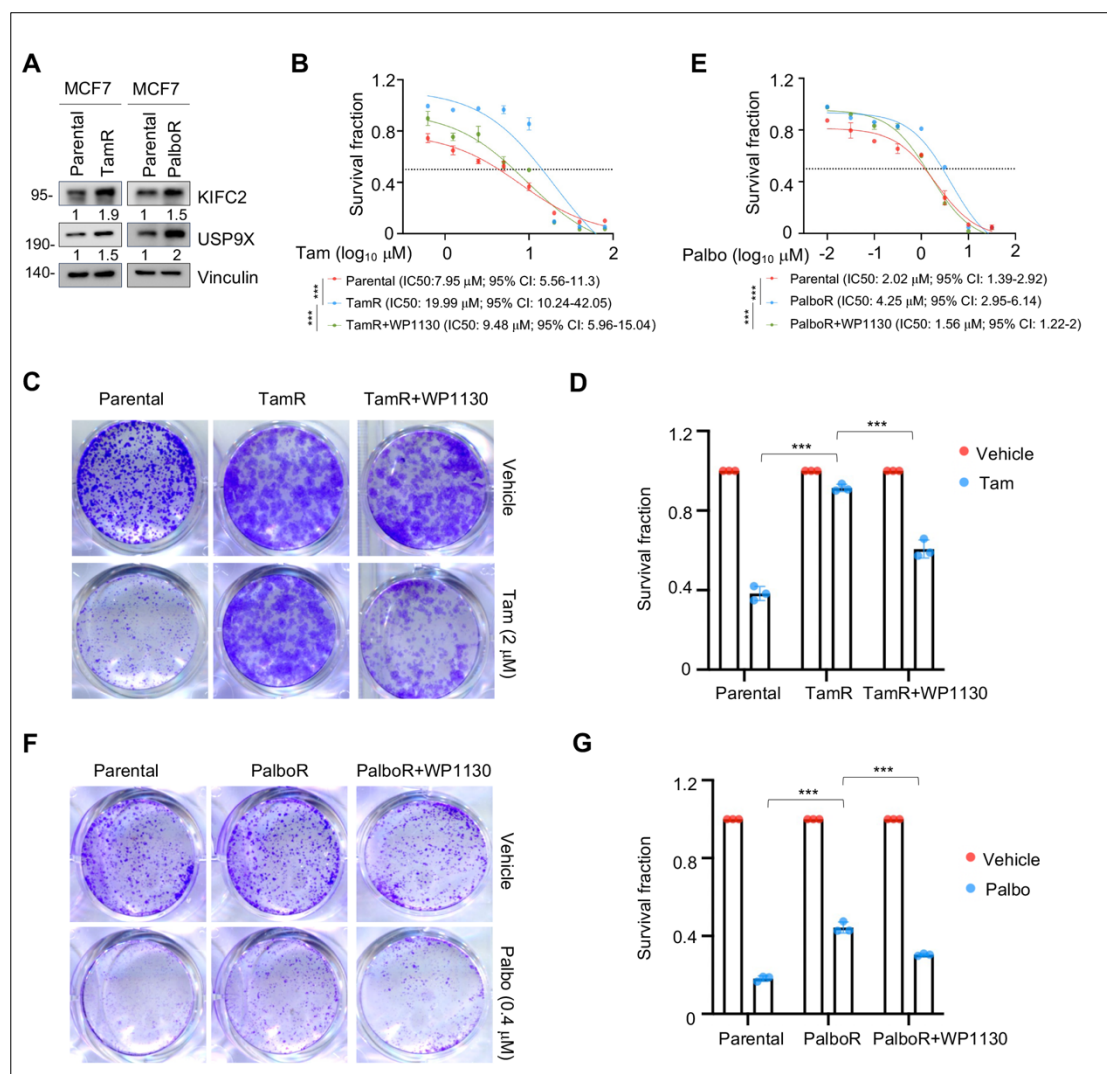 A
MCF7 MCF7
Parental TamR Parental PalboR
95- KIFC2
1 1.9 1 1.5
190- USP9X
1 1.5 1 2
140- Vinculin
B
Survival fraction
1.2
0.8
0.4
0
0 1 2
Tam (log10 μM)
*** Parental (IC50:7.95 μM; 95% CI: 5.56-11.3)
TamR (IC50: 19.99 μM; 95% CI: 10.24-42.05)
*** TamR+WP1130 (IC50: 9.48 μM; 95% CI: 5.96-15.04)
E
Survival fraction
1.2
0.8
0.4
0
-2 -1 0 1 2
Palbo (log10 μM)
*** Parental (IC50: 2.02 μM; 95% CI: 1.39-2.92)
PalboR (IC50: 4.25 μM; 95% CI: 2.95-6.14)
*** PalboR+WP1130 (IC50: 1.56 μM; 95% CI: 1.22-2)
C
Parental TamR TamR+WP1130
Vehicle
Tam (2 μM)
D
Survival fraction
1.2
0.8
0.4
0
*** ***
Vehicle
Tam
Parental TamR TamR+WP1130
F
Parental PalboR PalboR+WP1130
Vehicle
Palbo (0.4 μM)
G
Survival fraction
1.2
0.8
0.4
0
*** ***
Vehicle
Palbo
Parental PalboR PalboR+WP1130